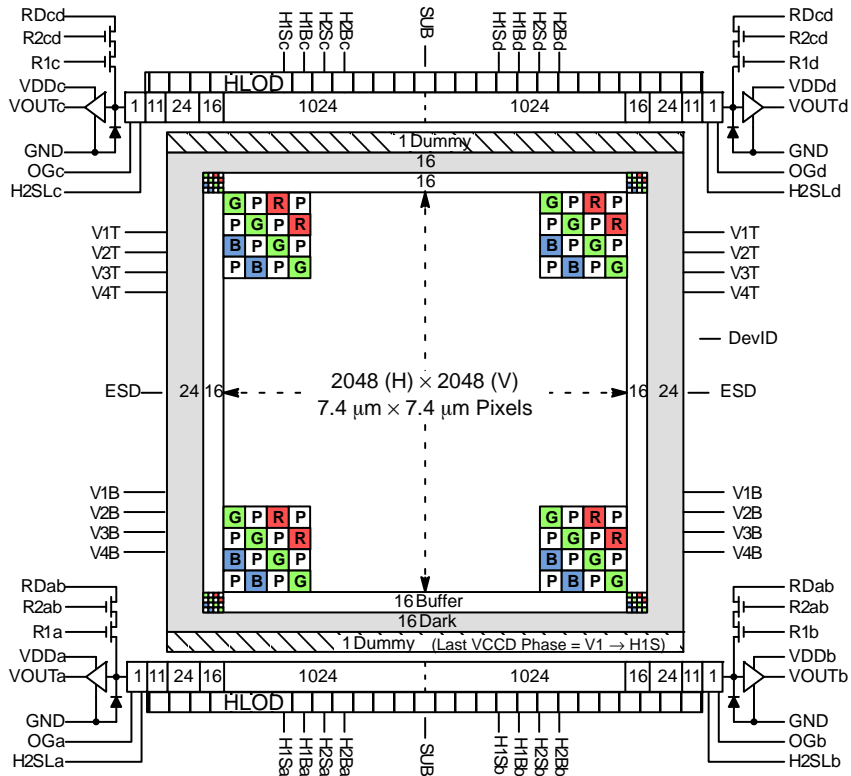 RDcd
R2cd
R1c
VDDc
VOUTc
GND
OGc
H2SLc
H1Sc
H1Bc
H2Sc
H2Bc
SUB
H1Sd
H1Bd
H2Sd
H2Bd
RDcd
R2cd
R1d
VDDd
VOUTd
GND
OGd
H2SLd
HLOD
1 11 24 16 1024 1024 16 24 11 1
1 Dummy
16
16
G P R P
P G P R
B P G P
P B P G
G P R P
P G P R
B P G P
P B P G
V1T
V2T
V3T
V4T
V1T
V2T
V3T
V4T
DevID
ESD
24 16
2048 (H) × 2048 (V)
7.4 μm × 7.4 μm Pixels
16 24
ESD
V1B
V2B
V3B
V4B
V1B
V2B
V3B
V4B
G P R P
P G P R
B P G P
P B P G
G P R P
P G P R
B P G P
P B P G
16 Buffer
16 Dark
1 Dummy (Last VCCD Phase = V1 → H1S)
RDab
R2ab
R1a
VDDa
VOUTa
GND
OGa
H2SLa
1 11 24 16 1024 1024 16 24 11 1
HLOD
H1Sa
H1Ba
H2Sa
H2Ba
SUB
H1Sb
H1Bb
H2Sb
H2Bb
RDab
R2ab
R1b
VDDb
VOUTb
GND
OGb
H2SLb